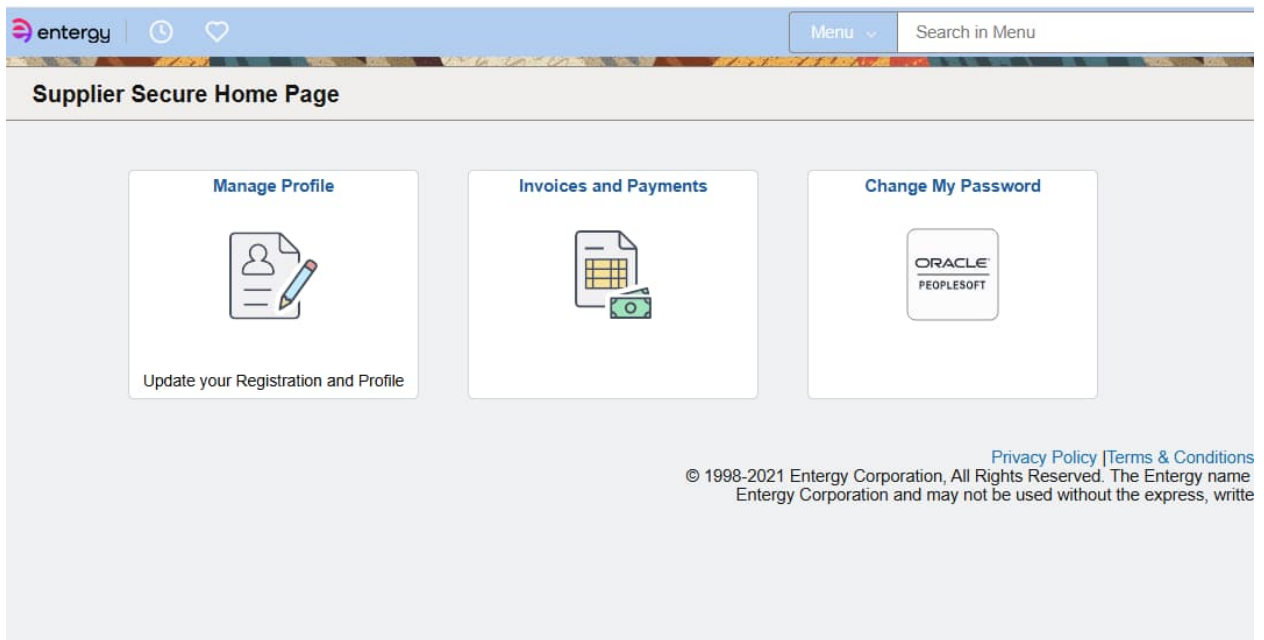 entergy
Menu
Search in Menu
Supplier Secure Home Page
Manage Profile
Invoices and Payments
Change My Password
ORACLE
PEOPLESOFT
Update your Registration and Profile
Privacy Policy |Terms & Conditions
© 1998-2021 Entergy Corporation, All Rights Reserved. The Entergy name
Entergy Corporation and may not be used without the express, writte